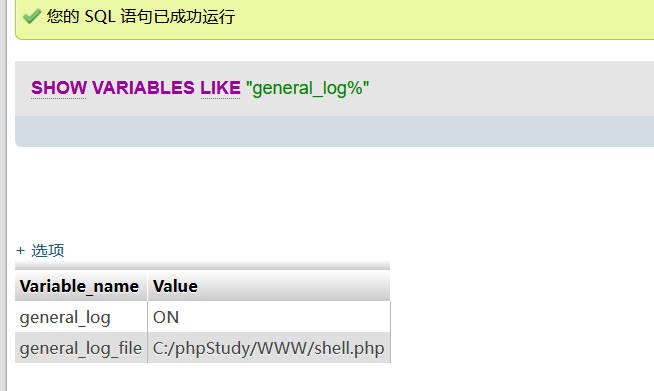 您的 SQL 语句已成功运行
SHOW VARIABLES LIKE "general_log%"
+ 选项
Variable_name Value
general_log ON
general_log_file C:/phpStudy/WWW/shell.php